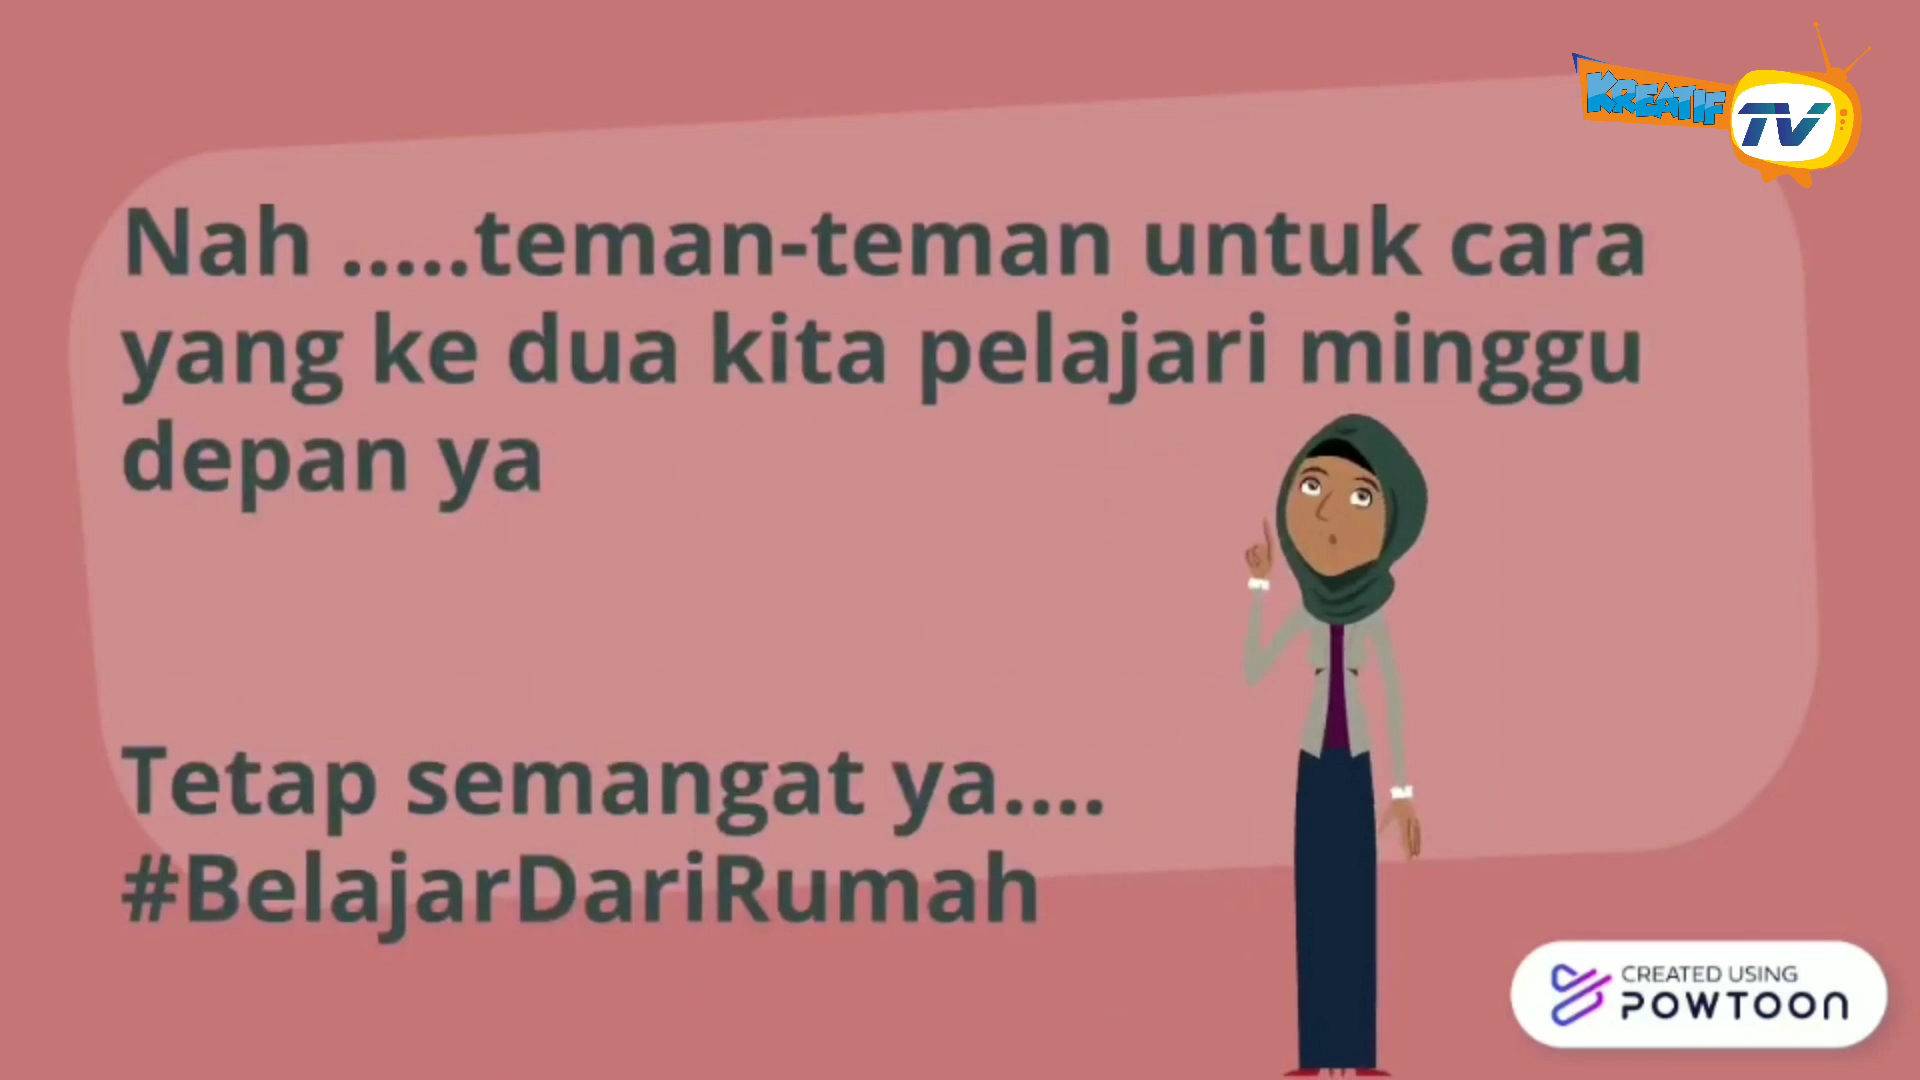 KREATIF TV
Nah .....teman-teman untuk cara
yang ke dua kita pelajari minggu
depan ya
Tetap semangat ya....
#BelajarDariRumah
CREATED USING
POWTOON